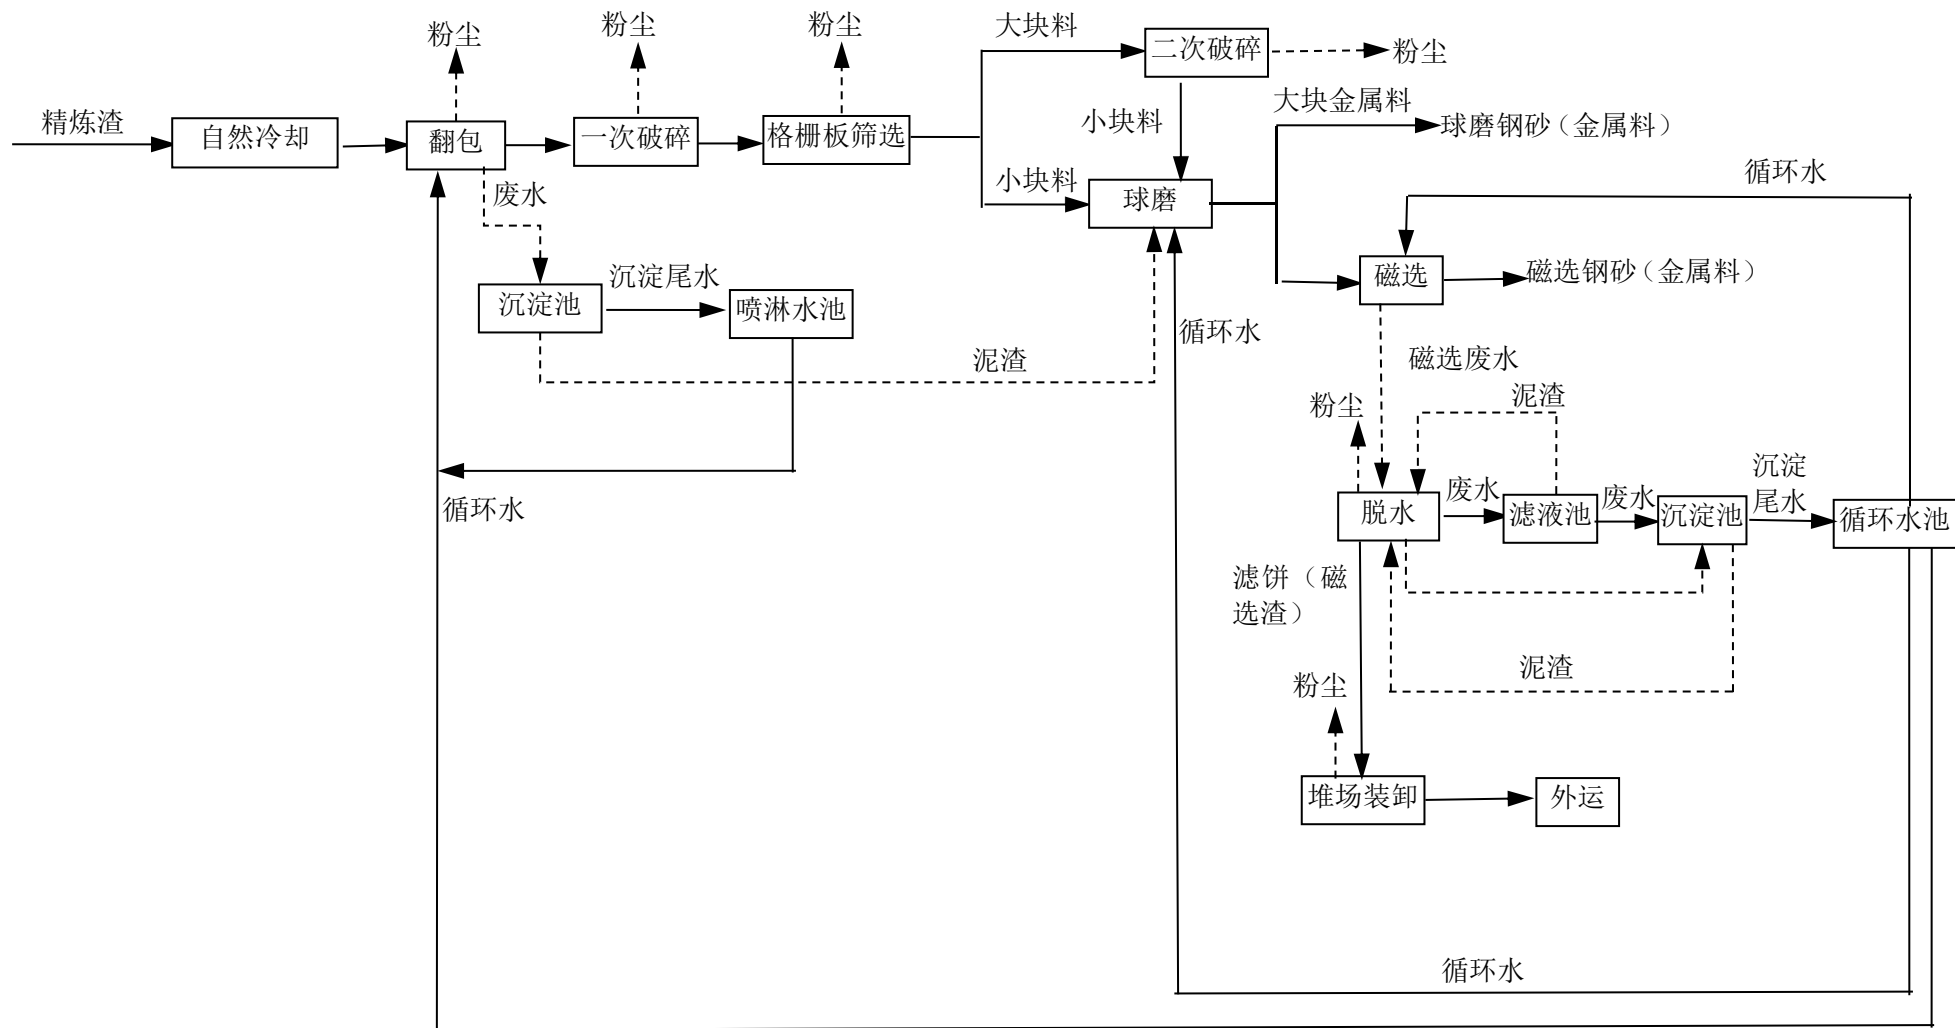 粉尘
粉尘
粉尘
大块料
二次破碎
粉尘
精炼渣
自然冷却
翻包
一次破碎
格栅板筛选
小块料
大块金属料
球磨钢砂（金属料）
废水
小块料
球磨
循环水
沉淀池
沉淀尾水
喷淋水池
磁选
磁选钢砂（金属料）
泥渣
循环水
磁选废水
粉尘
泥渣
循环水
脱水
废水
滤液池
废水
沉淀池
沉淀
尾水
循环水池
滤饼（磁
选渣）
泥渣
粉尘
堆场装卸
外运
循环水